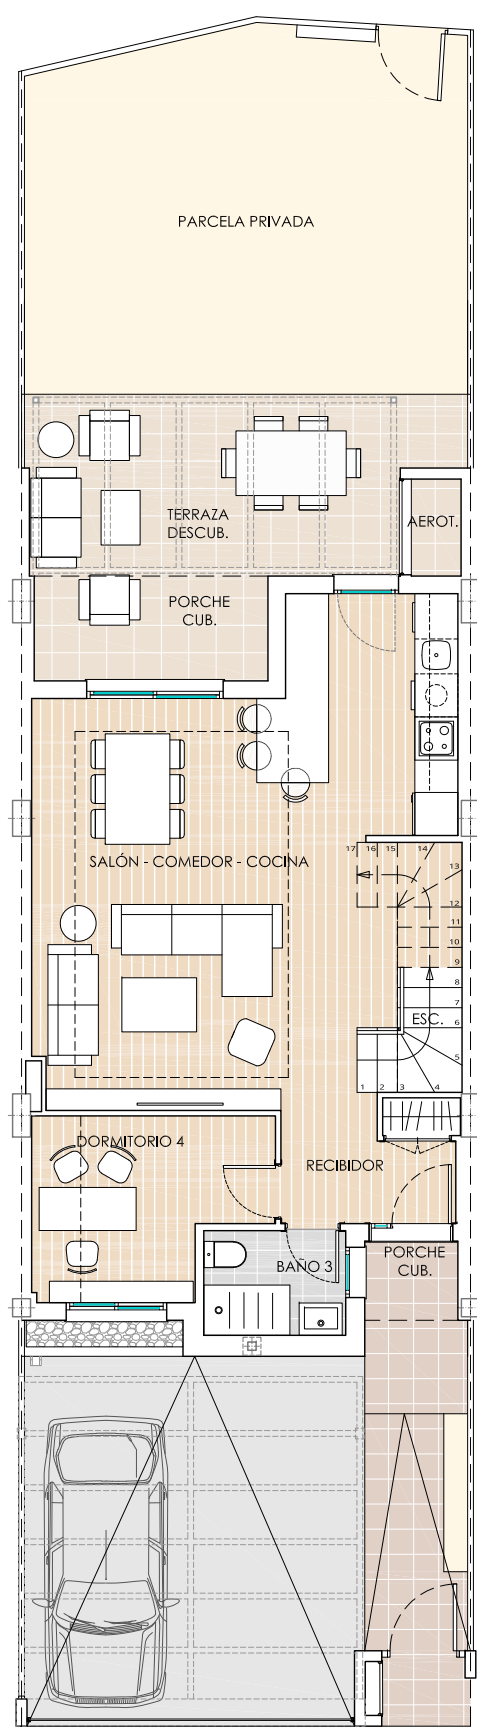 PARCELA PRIVADA
TERRAZA
DESCUB.
AEROT.
PORCHE
CUB.
SALÓN - COMEDOR - COCINA
17
16
15
14
13
12
11
10
9
8
7
ESC.
6
5
1
2
3
4
DORMITORIO 4
RECIBIDOR
BAÑO 3
PORCHE
CUB.